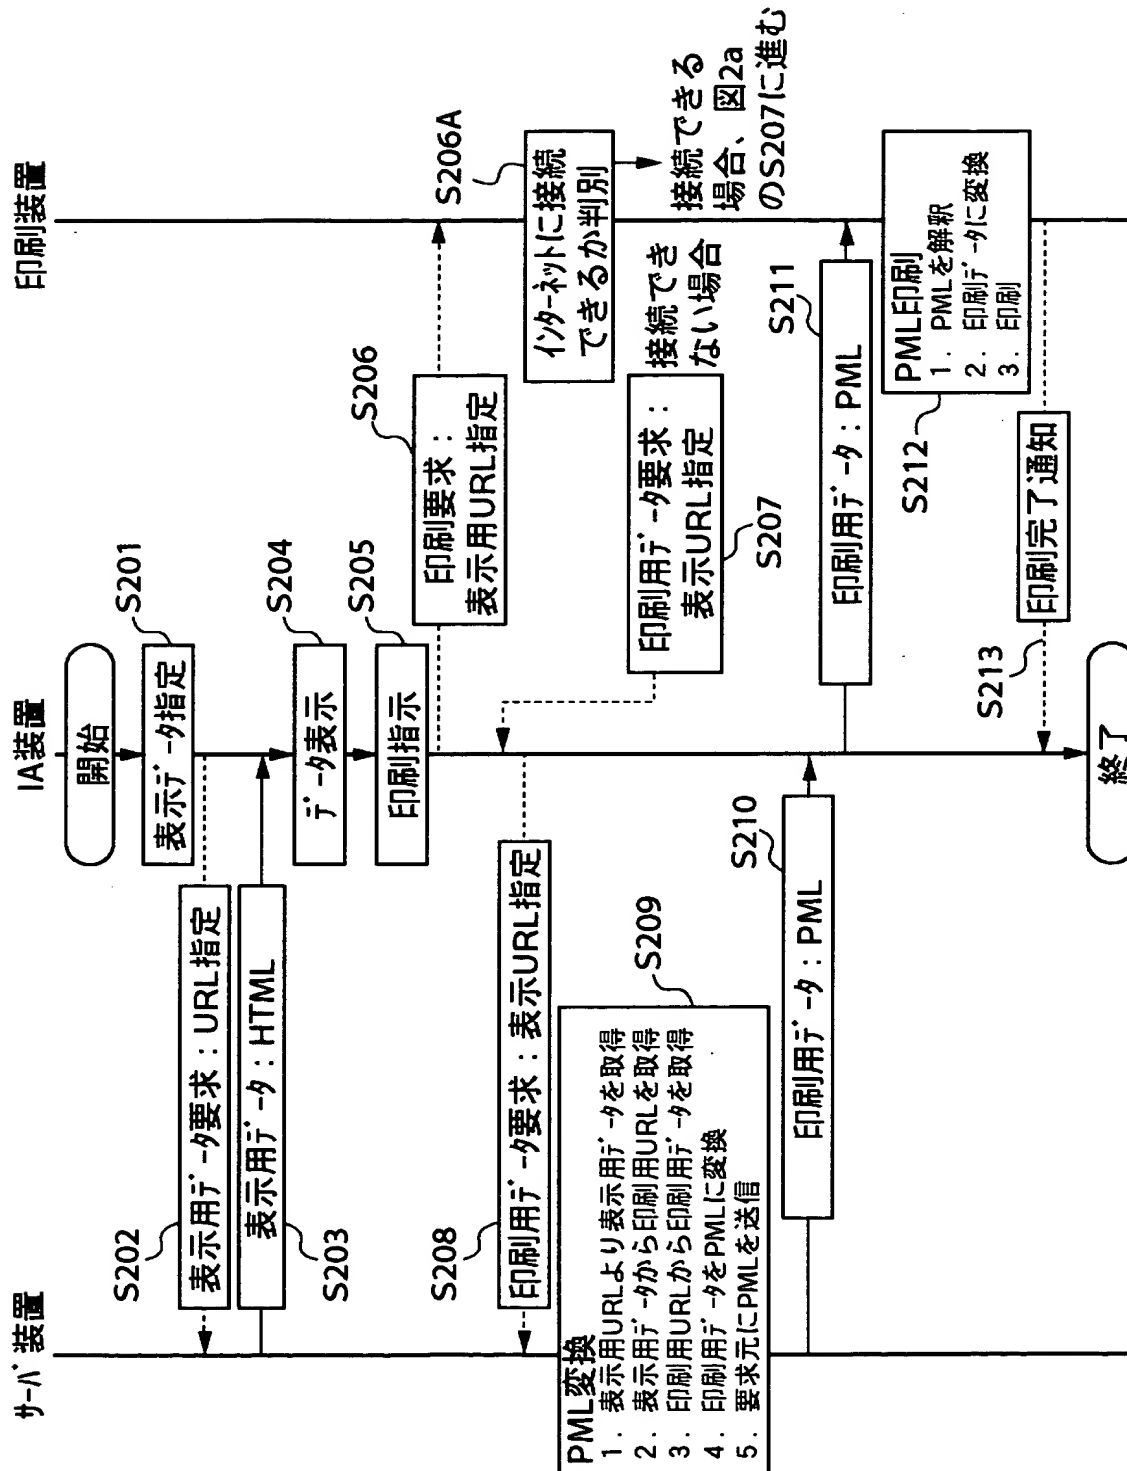 サーバ装置
IA装置
印刷装置
開始
S201
表示データ指定
S202
表示用データ要求：URL指定
表示用データ：HTML
S203
S204
データ表示
S205
印刷指示
S206
印刷要求：
表示用URL指定
S206A
インターネットに接続
できるか判別
接続できる
場合、図2a
のS207に進む
接続でき
ない場合
印刷用データ要求：
表示URL指定
S207
S208
印刷用データ要求：表示URL指定
S209
PML変換
1．表示用URLより表示用データを取得
2．表示用データから印刷用URLを取得
3．印刷用URLから印刷用データを取得
4．印刷用データをPMLに変換
5．要求元にPMLを送信
S210
印刷用データ：PML
S211
印刷用データ：PML
PML印刷
1．PMLを解釈
2．印刷データに変換
3．印刷
S212
印刷完了通知
S213
終了